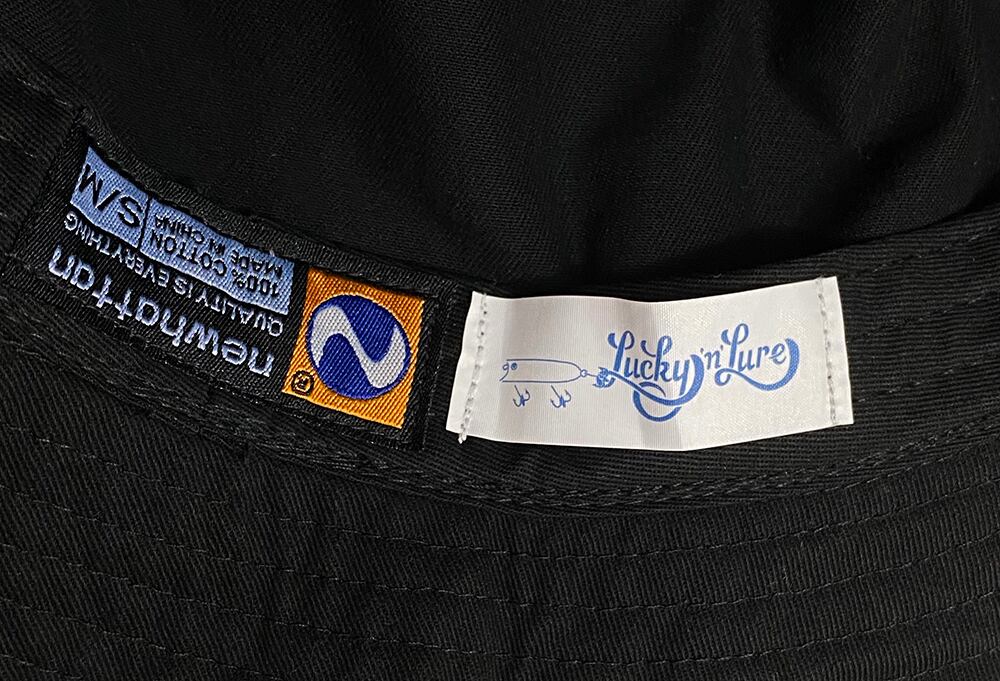 newhattan
QUALITY IS EVERYTHING
100% COTTON
MADE IN CHINA
S/M
®
Lucky 'n' Lure